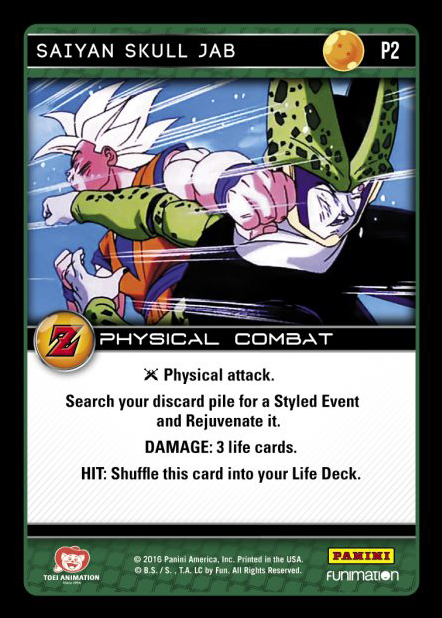 SAIYAN SKULL JAB P2
Z PHYSICAL COMBAT
Physical attack.
Search your discard pile for a Styled Event
and Rejuvenate it.
DAMAGE: 3 life cards.
HIT: Shuffle this card into your Life Deck.
TOEI ANIMATION
© 2016 Panini America, Inc. Printed in the USA.
© B.S. / S. , T.A. LC by Fun. All Rights Reserved.
PANINI
FUNIMATION